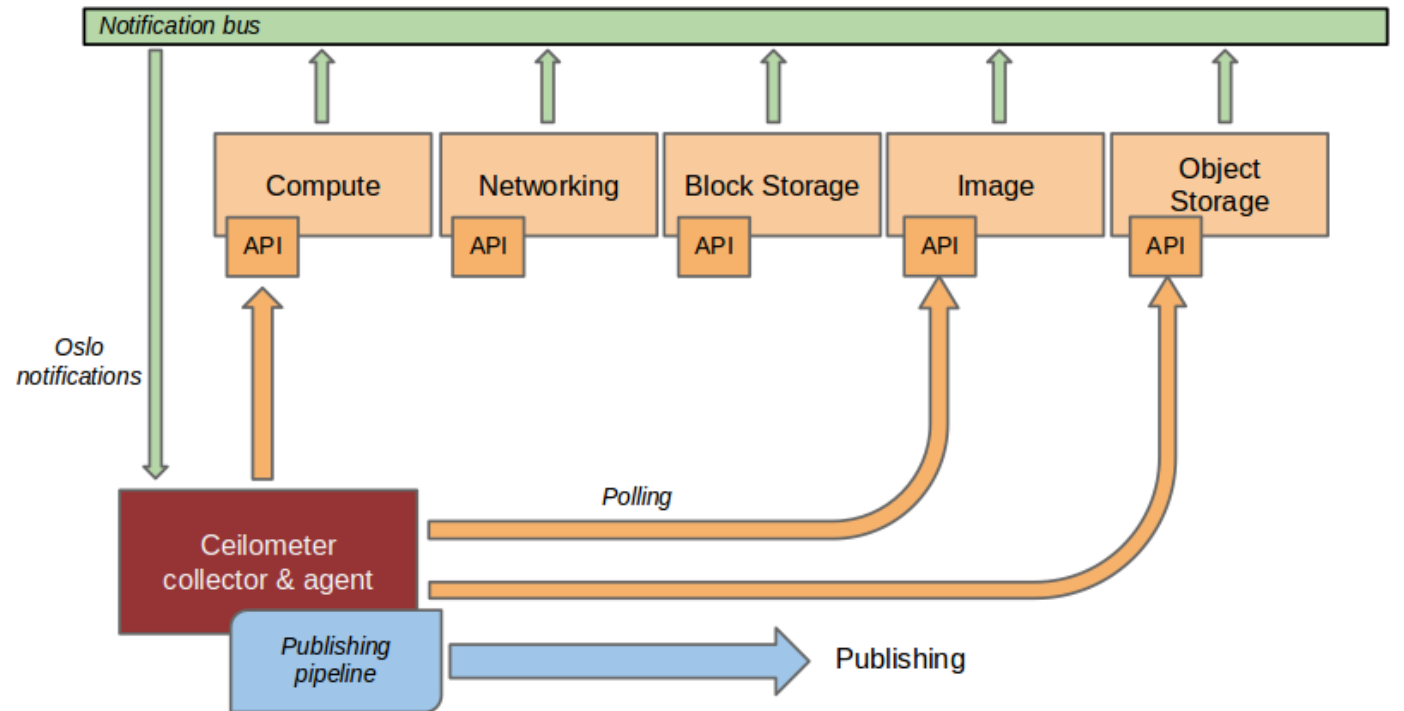 Notification bus
Compute
Networking
Block Storage
Image
Object
Storage
API
API
API
API
API
Oslo
notifications
Polling
Ceilometer
collector & agent
Publishing
pipeline
Publishing